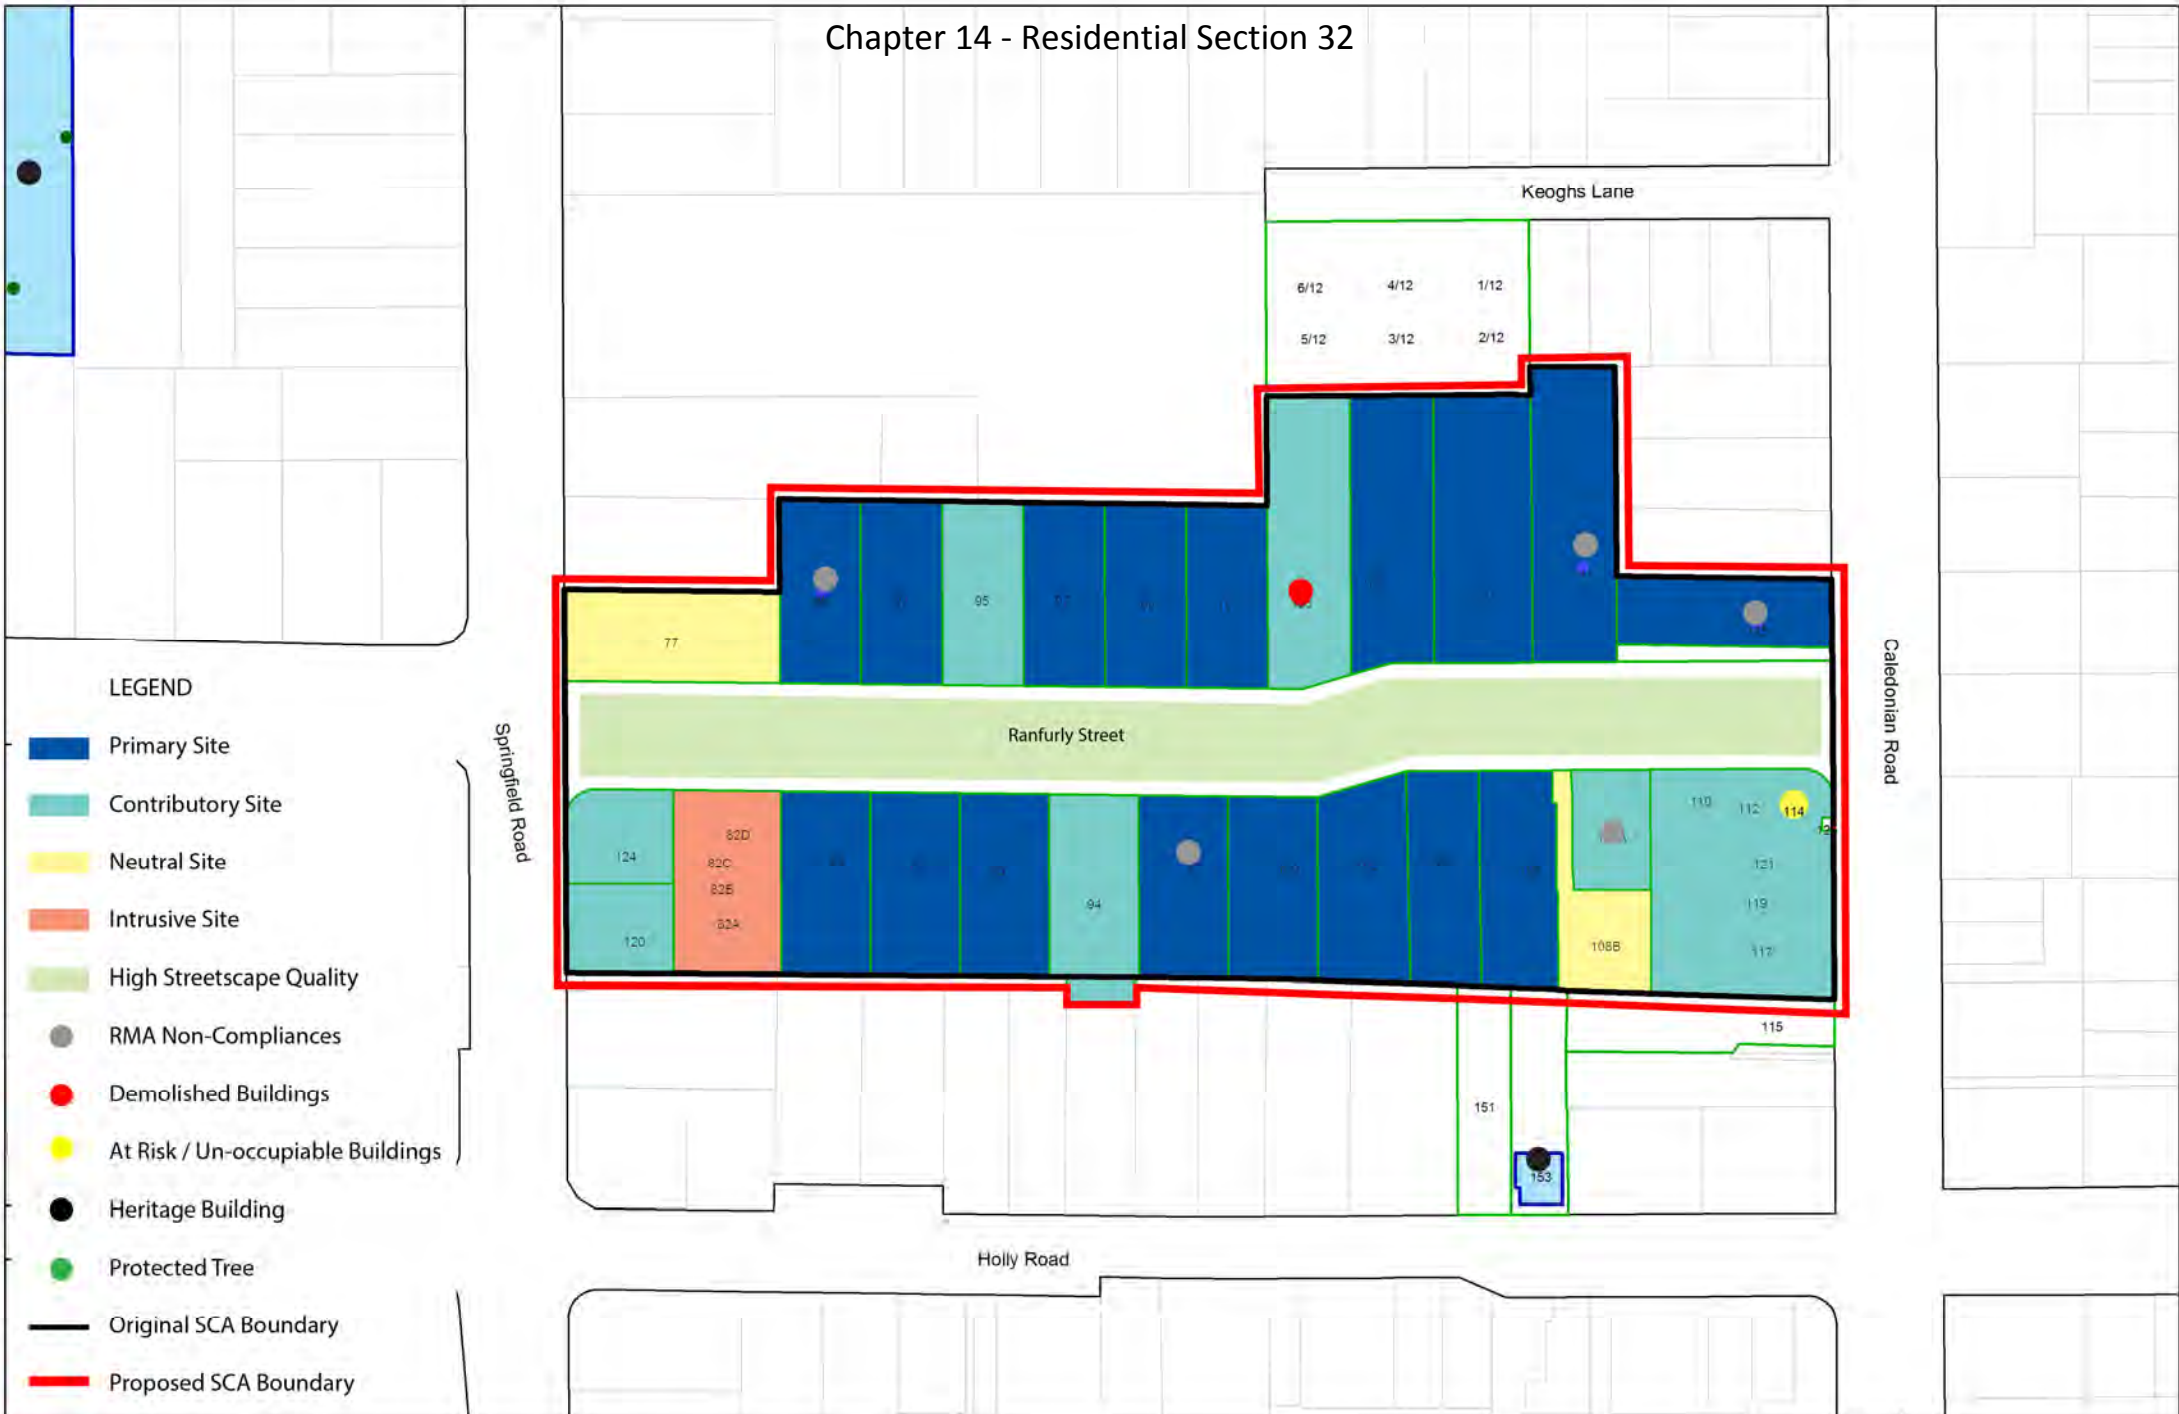 Chapter 14 - Residential Section 32
Keoghs Lane
6/12
4/12
1/12
5/12
3/12
2/12
95
77
Ranfurly Street
Springfield Road
Caledonian Road
110
112
114
124
82D
82C
82B
82A
94
121
119
120
108B
117
115
151
153
Holly Road
LEGEND
Primary Site
Contributory Site
Neutral Site
Intrusive Site
High Streetscape Quality
RMA Non-Compliances
Demolished Buildings
At Risk / Un-occupiable Buildings
Heritage Building
Protected Tree
Original SCA Boundary
Proposed SCA Boundary